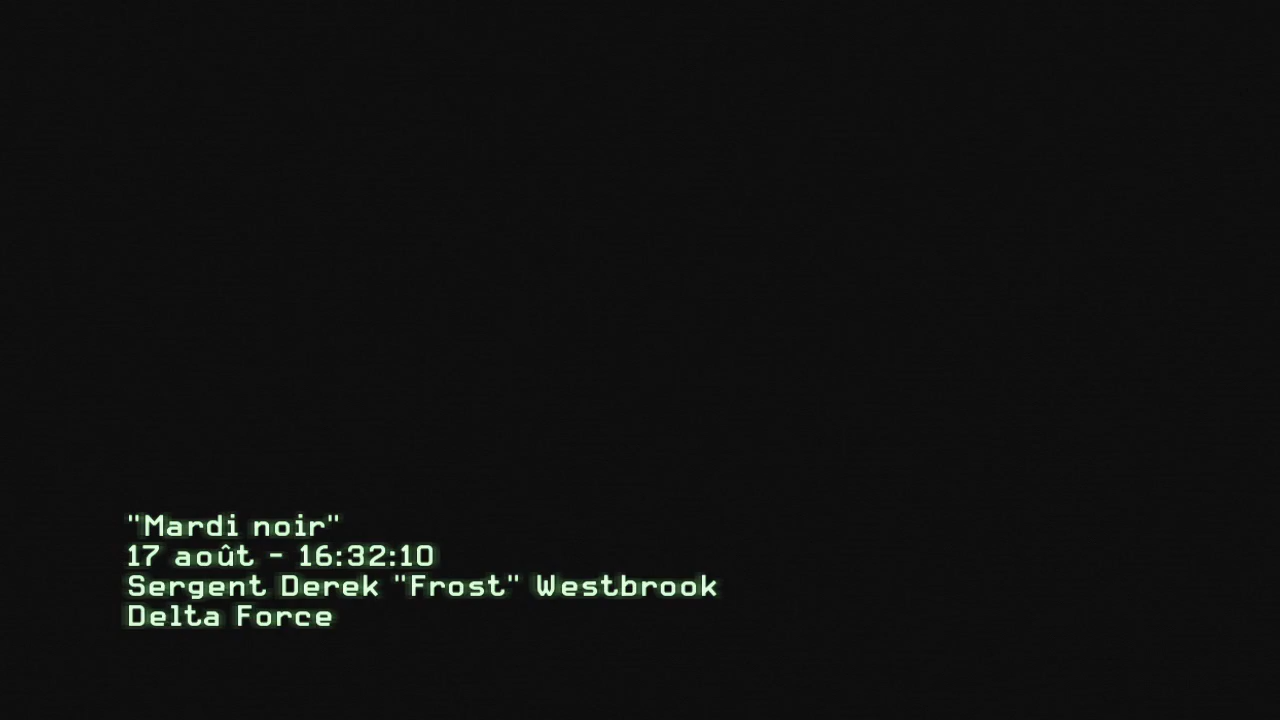 "Mardi noir"
17 août - 16:32:10
Sergent Derek "Frost" Westbrook
Delta Force